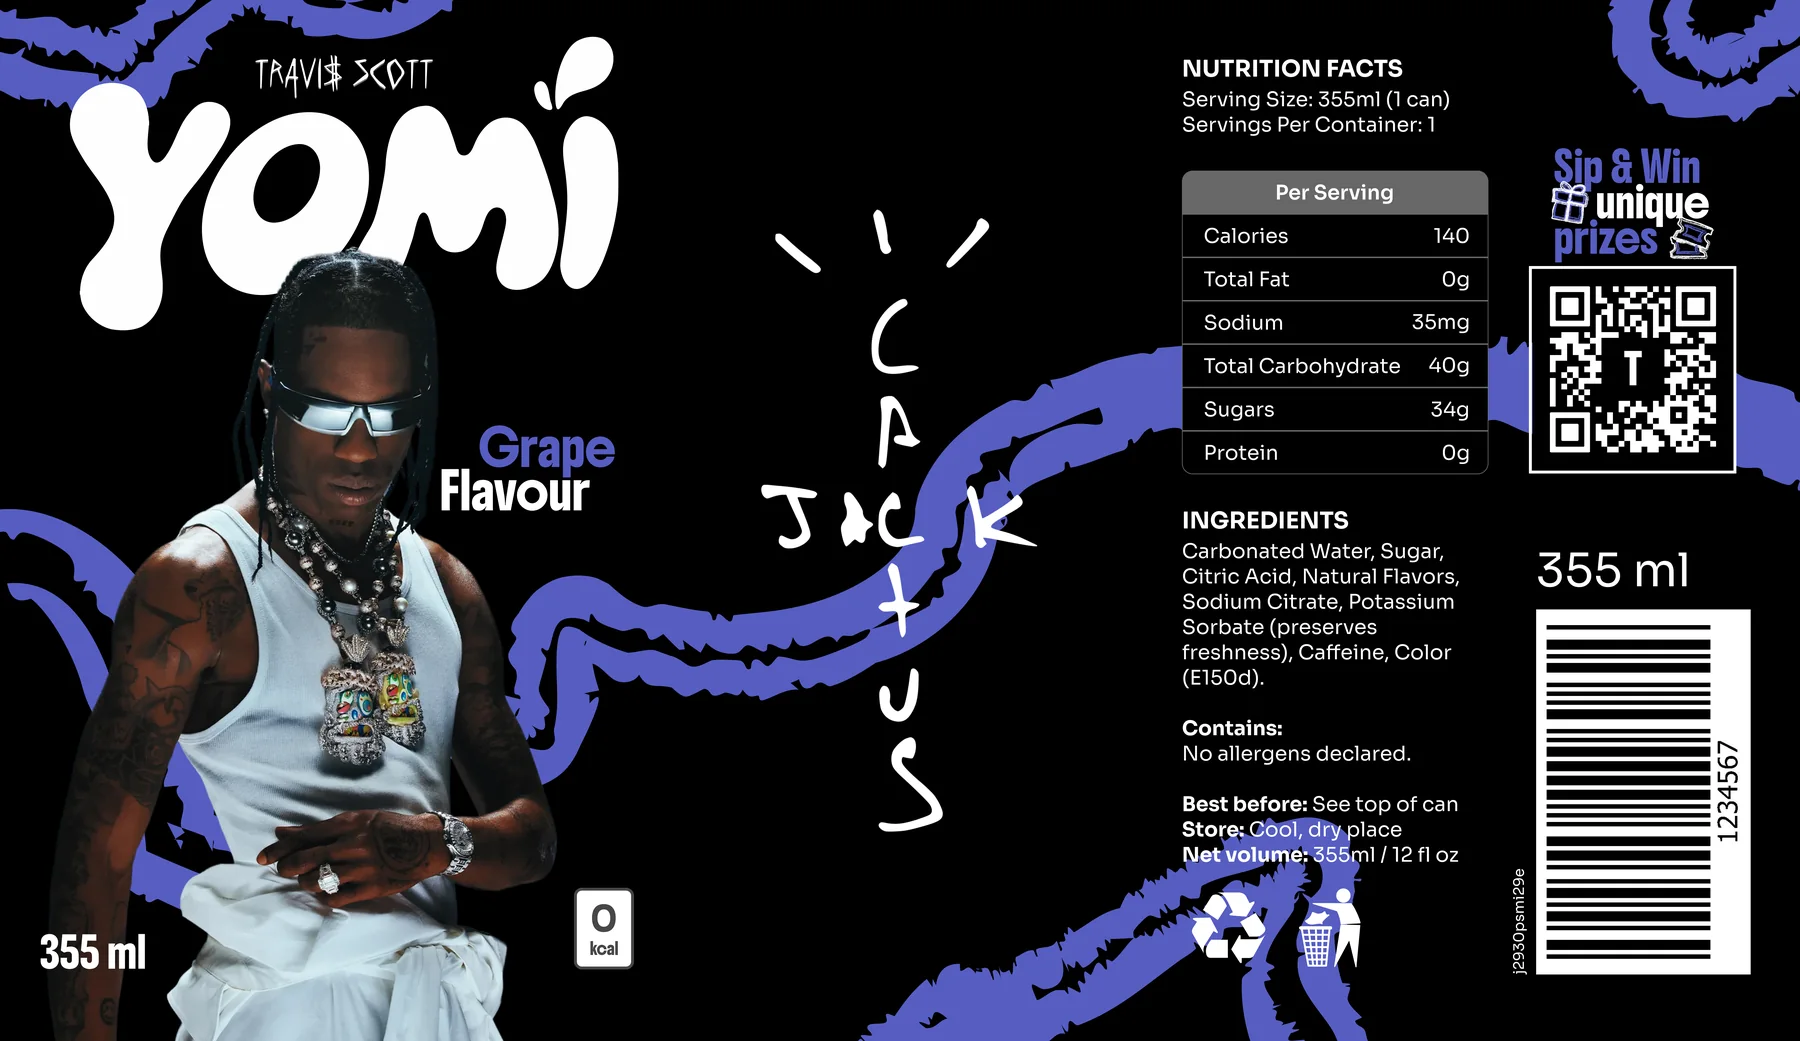 TRAVI$ SCOTT
YOMi
Grape
Flavour
355 ml
0
kcal
CACTUS
JACK
NUTRITION FACTS
Serving Size: 355ml (1 can)
Servings Per Container: 1
Per Serving
Calories 140
Total Fat 0g
Sodium 35mg
Total Carbohydrate 40g
Sugars 34g
Protein 0g
INGREDIENTS
Carbonated Water, Sugar,
Citric Acid, Natural Flavors,
Sodium Citrate, Potassium
Sorbate (preserves
freshness), Caffeine, Color
(E150d).
Contains:
No allergens declared.
Best before: See top of can
Store: Cool, dry place
Net volume: 355ml / 12 fl oz
Sip & Win
unique
prizes
T
355 ml
1234567
j2930psmi29e